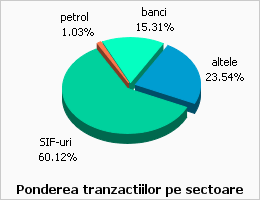 banci
15.31%
petrol
1.03%
altele
23.54%
SIF-uri
60.12%
Ponderea tranzactiilor pe sectoare